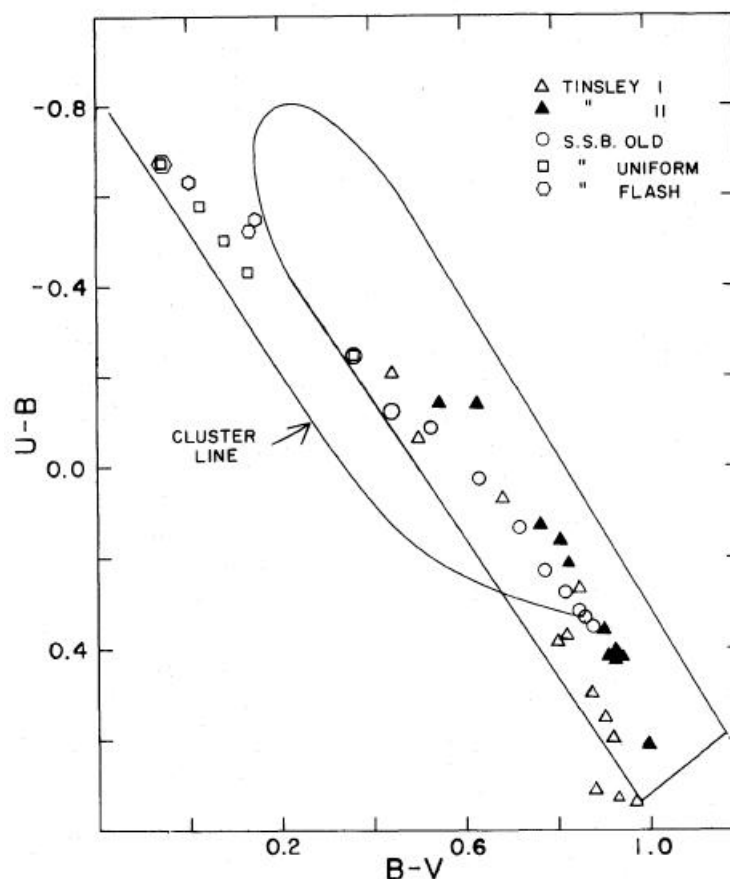 -0.8
-0.4
0.0
0.4
U-B
0.2
0.6
1.0
B-V
TINSLEY I
" II
S.S.B. OLD
" UNIFORM
" FLASH
CLUSTER
LINE